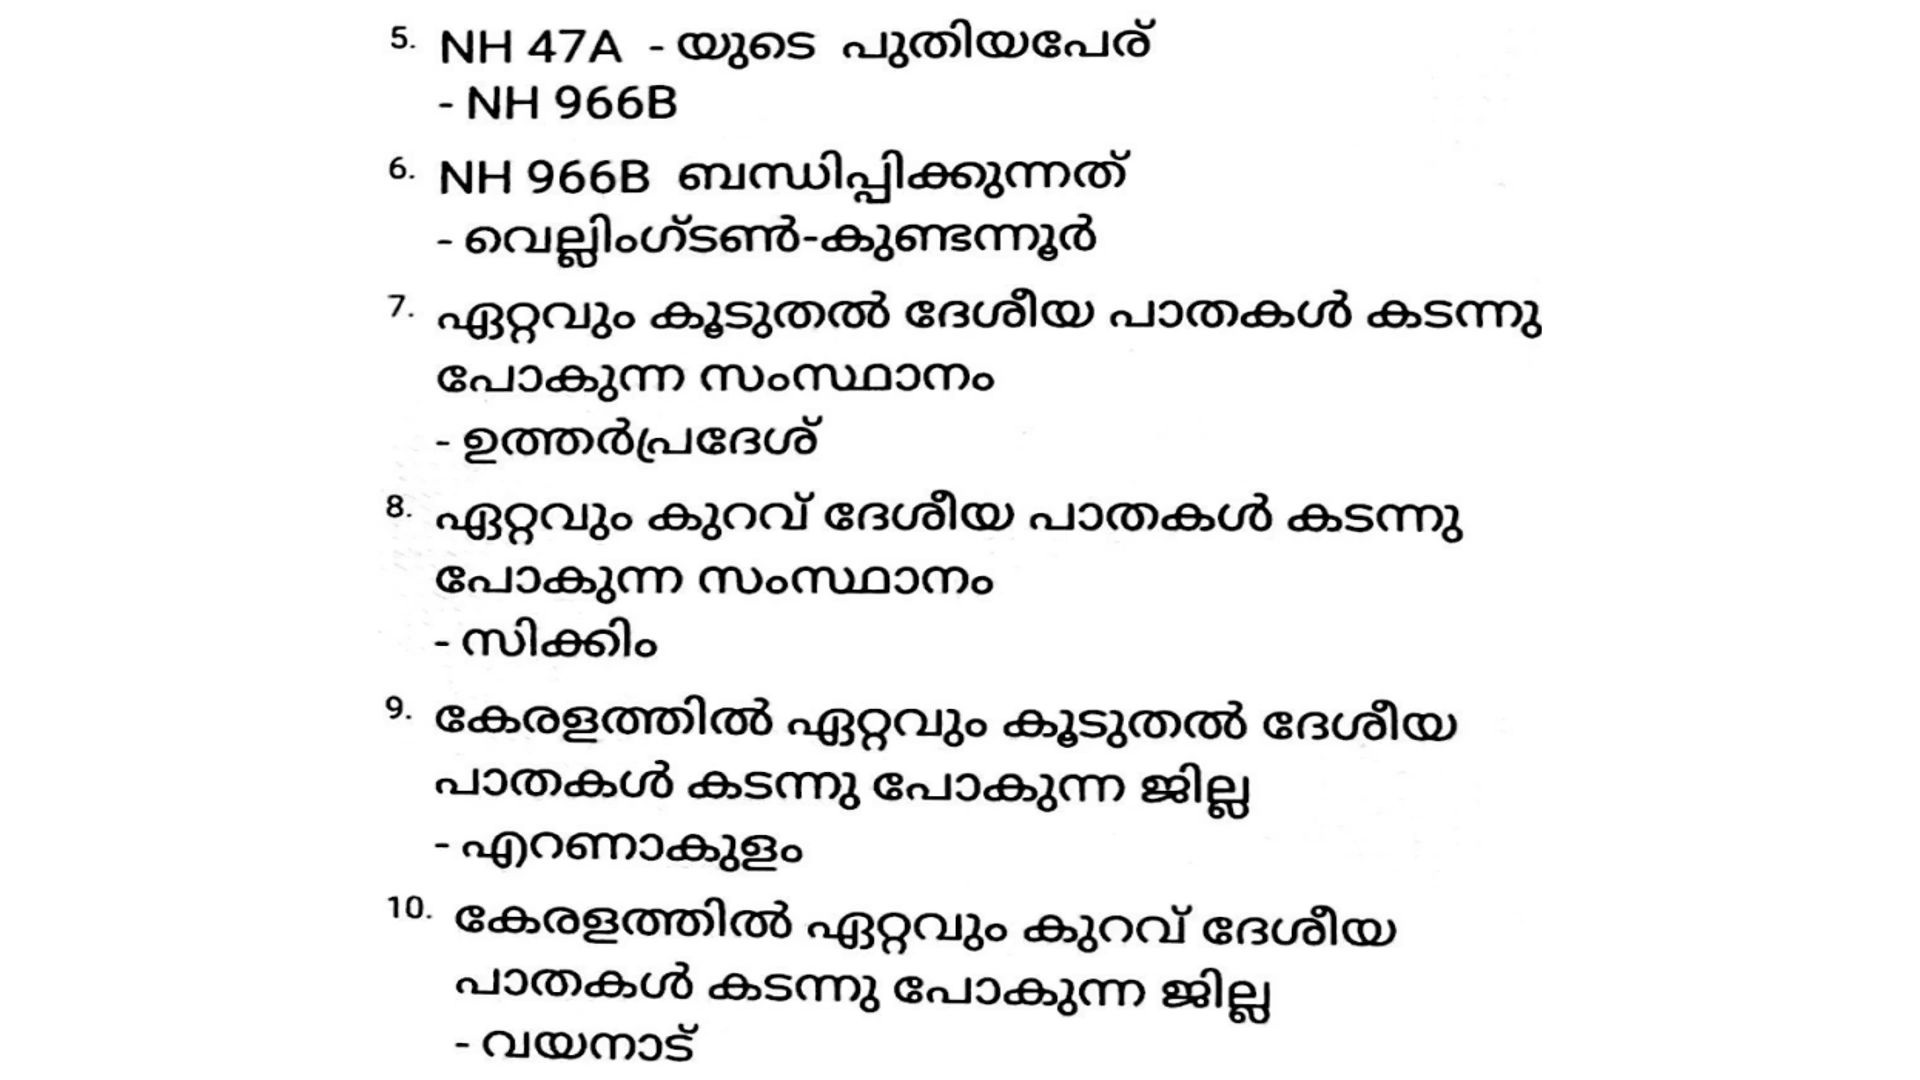 5. NH 47A - യുടെ പുതിയപേര്
- NH 966B
6. NH 966B ബന്ധിപ്പിക്കുന്നത്
- വെല്ലിംഗ്ടൺ-കുണ്ടന്നൂർ
7. ഏറ്റവും കൂടുതൽ ദേശീയ പാതകൾ കടന്നു
പോകുന്ന സംസ്ഥാനം
- ഉത്തർപ്രദേശ്
8. ഏറ്റവും കുറവ് ദേശീയ പാതകൾ കടന്നു
പോകുന്ന സംസ്ഥാനം
- സിക്കിം
9. കേരളത്തിൽ ഏറ്റവും കൂടുതൽ ദേശീയ
പാതകൾ കടന്നു പോകുന്ന ജില്ല
- എറണാകുളം
10. കേരളത്തിൽ ഏറ്റവും കുറവ് ദേശീയ
പാതകൾ കടന്നു പോകുന്ന ജില്ല
- വയനാട്